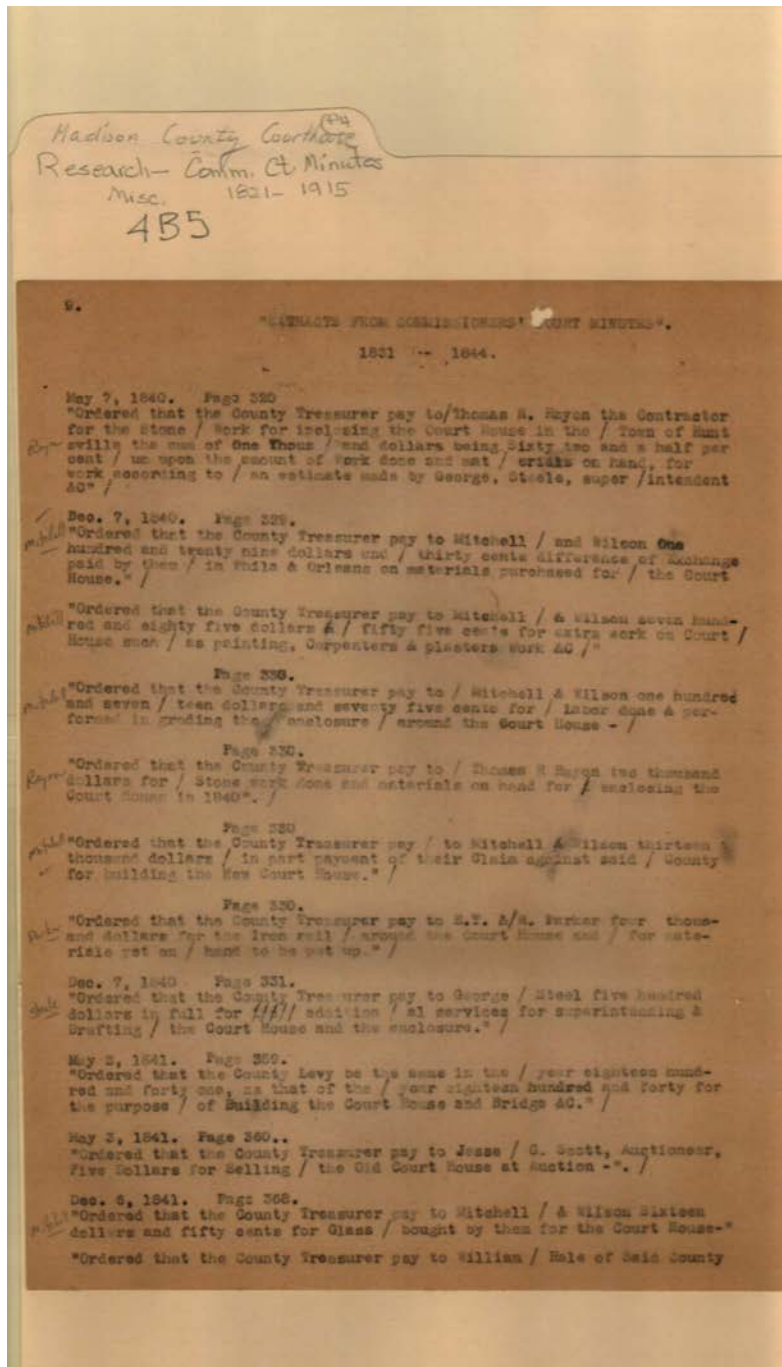 Madison County Courthouse
Research- Comm. Ct Minutes
Misc. 1821- 1915
4B5
9.
"EXTRACTS FROM COMMISSIONERS' COURT MINUTES".
1831 -- 1844.
May 7, 1840. Page 320
"Ordered that the County Treasurer pay to/Thomas R. the Contractor
for the Stone / Work for inclosing the Court House in the / Town of Hunt
sville the sum of One Thous / and dollars being Sixty two and a half per
cent / um upon the amount of Work done and mat / erials on hand, for
work according to / an estimate made by George, Steele, super /intendent
&C" /
Dec. 7, 1840. Page 329.
Mitchell "Ordered that the County Treasurer pay to Mitchell / and Wilson One
hundred and twenty nine dollars and / thirty cents difference of Exchange
paid by them / in Phila & Orleans on materials purchased for / the Court
House." /
Mitchell "Ordered that the County Treasurer pay to Mitchell / & Wilson seven hund-
red and eighty five dollars & / fifty five cents for extra work on Court /
House such / as painting, Carpenters & plasters work &C /"
Page 330.
Mitchell "Ordered that the County Treasurer pay to / Mitchell & Wilson one hundred
and seven / teen dollars and seventy five cents for / Labor done & per-
formed in grading the / enclosure / around the Court House - /
Page 330.
"Ordered that the County Treasurer pay to / Thomas R two thousand
dollars for / Stone work done and materials on hand for / enclosing the
Court House in 1840". /
Page 330
Mitchell "Ordered that the County Treasurer pay / to Mitchell & Wilson thirteen
thousand dollars / in part payment of their Claim against said / County
for building the New Court House." /
Page 330.
"Ordered that the County Treasurer pay to &/A. Parker four thous-
and dollars for the Iron rail / around the Court House and / for mate-
rials yet on / hand to be put up." /
Dec. 7, 1840 Page 331.
Steele "Ordered that the County Treasurer pay to George / Steel five hundred
dollars in full for addition / al services for superintending &
Drafting / the Court House and the enclosure." /
May 3, 1841. Page 359.
"Ordered that the County Levy be the same in the / year eighteen hund-
red and forty one, as that of the / year eighteen hundred and forty for
the purpose / of Building the Court House and Bridge &C." /
May 3, 1841. Page 360..
"Ordered that the County Treasurer pay to Jesse / G. Scott, Auctioneer,
Five Dollars for Selling / the Old Court House at Auction -". /
Dec. 6, 1841. Page 368.
Mitchell "Ordered that the County Treasurer pay to Mitchell / & Wilson Sixteen
dollars and fifty cents for Glass / bought by them for the Court House-"
"Ordered that the County Treasurer pay to Willian / Hale of Said County